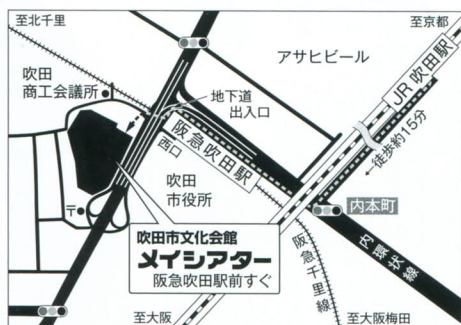 至北千里
至京都
アサヒビール
JR 吹田駅
吹田
商工会議所
地下道
出入口
阪急吹田駅
西口
←徒歩約15分
吹田
市役所
〒
内本町
吹田市文化会館
メイシアター
阪急吹田駅前すぐ
内環状線
阪急千里線
至大阪
至大阪梅田